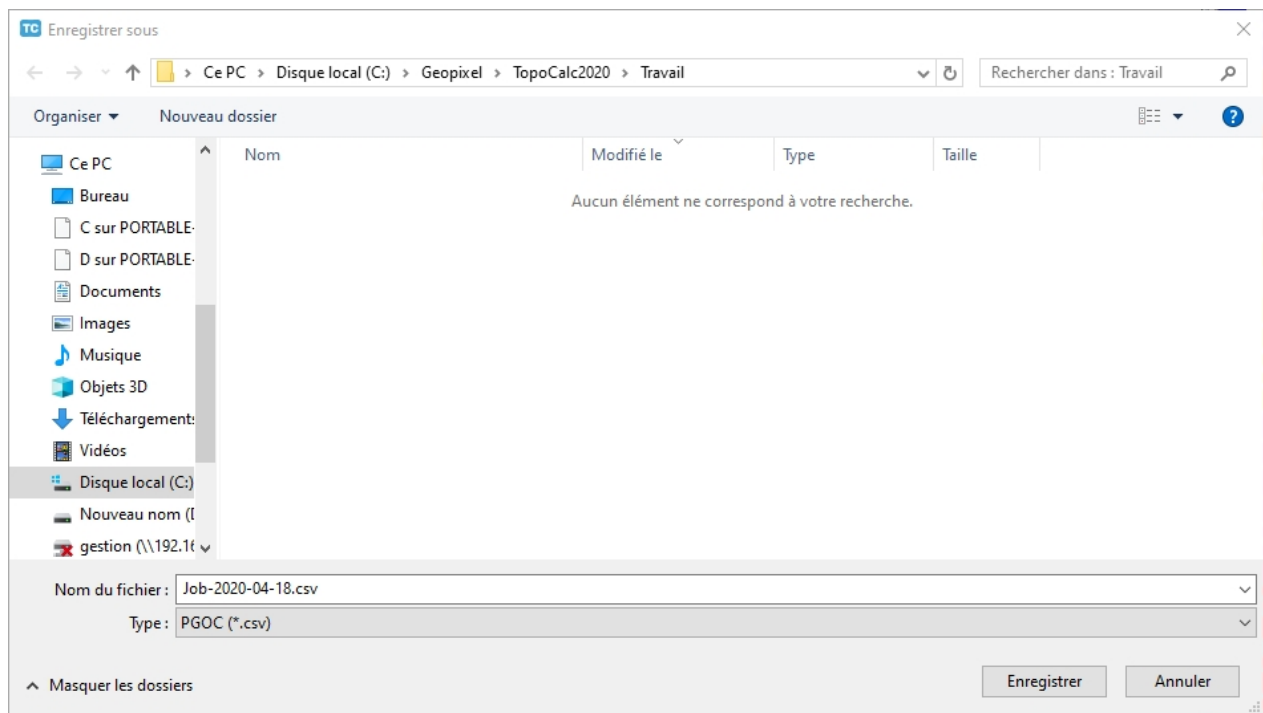 TC Enregistrer sous
Ce PC > Disque local (C:) > Geopixel > TopoCalc2020 > Travail
Rechercher dans : Travail
Organiser
Nouveau dossier
?
Nom
Modifié le
Type
Taille
Aucun élément ne correspond à votre recherche.
Ce PC
Bureau
C sur PORTABLE-
D sur PORTABLE-
Documents
Images
Musique
Objets 3D
Téléchargements
Vidéos
Disque local (C:)
Nouveau nom (D
gestion (\\192.16
Nom du fichier : Job-2020-04-18.csv
Type : PGOC (*.csv)
Masquer les dossiers
Enregistrer
Annuler